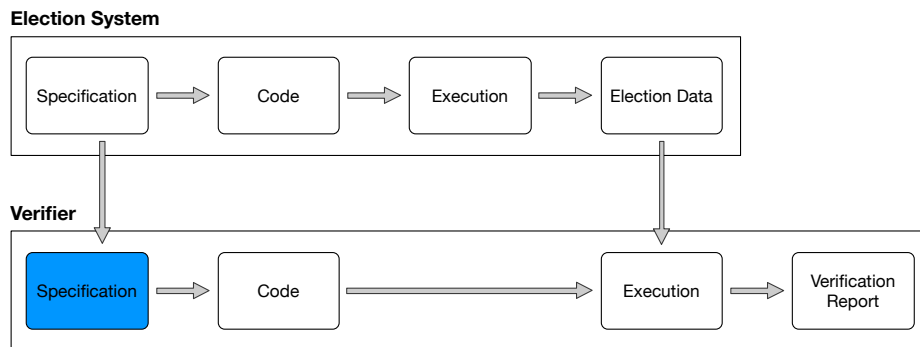 Election System
Specification
Code
Execution
Election Data
Verifier
Specification
Code
Execution
Verification
Report